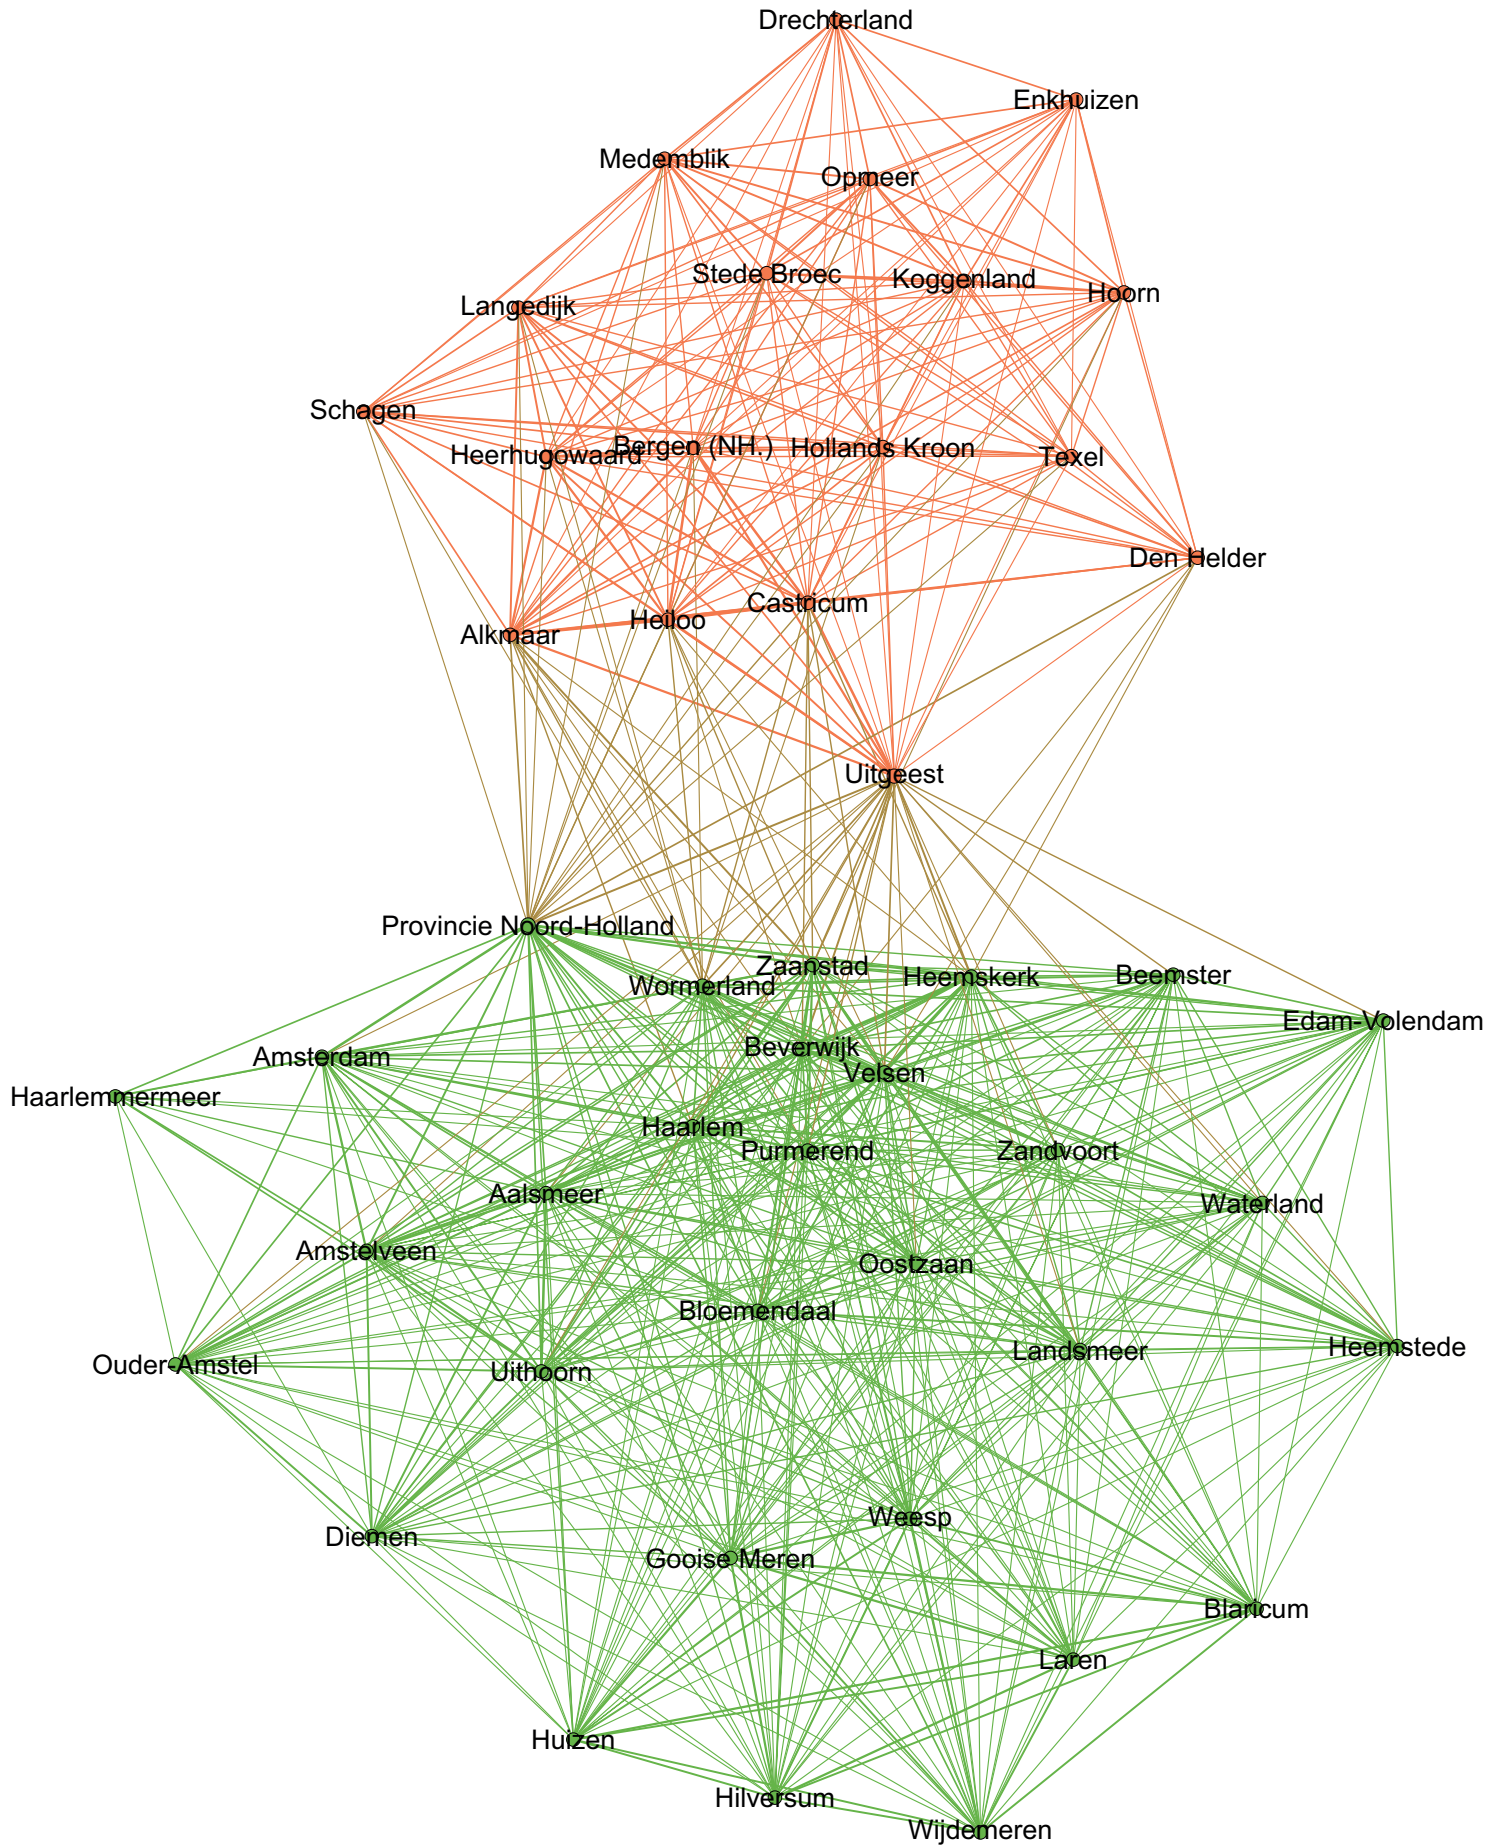 Drechterland
Enkhuizen
Medemblik
Opmeer
Stede Broec
Koggenland
Hoorn
Langedijk
Schagen
Heerhugowaard
Bergen (NH.)
Hollands Kroon
Texel
Den Helder
Castricum
Heiloo
Alkmaar
Uitgeest
Provincie Noord-Holland
Zaanstad
Wormerland
Heemskerk
Beemster
Edam-Volendam
Beverwijk
Amsterdam
Velsen
Haarlemmermeer
Haarlem
Purmerend
Zandvoort
Aalsmeer
Waterland
Amstelveen
Oostzaan
Bloemendaal
Landsmeer
Heemstede
Ouder-Amstel
Uithoorn
Weesp
Diemen
Gooise Meren
Blaricum
Laren
Huizen
Hilversum
Wijdemeren